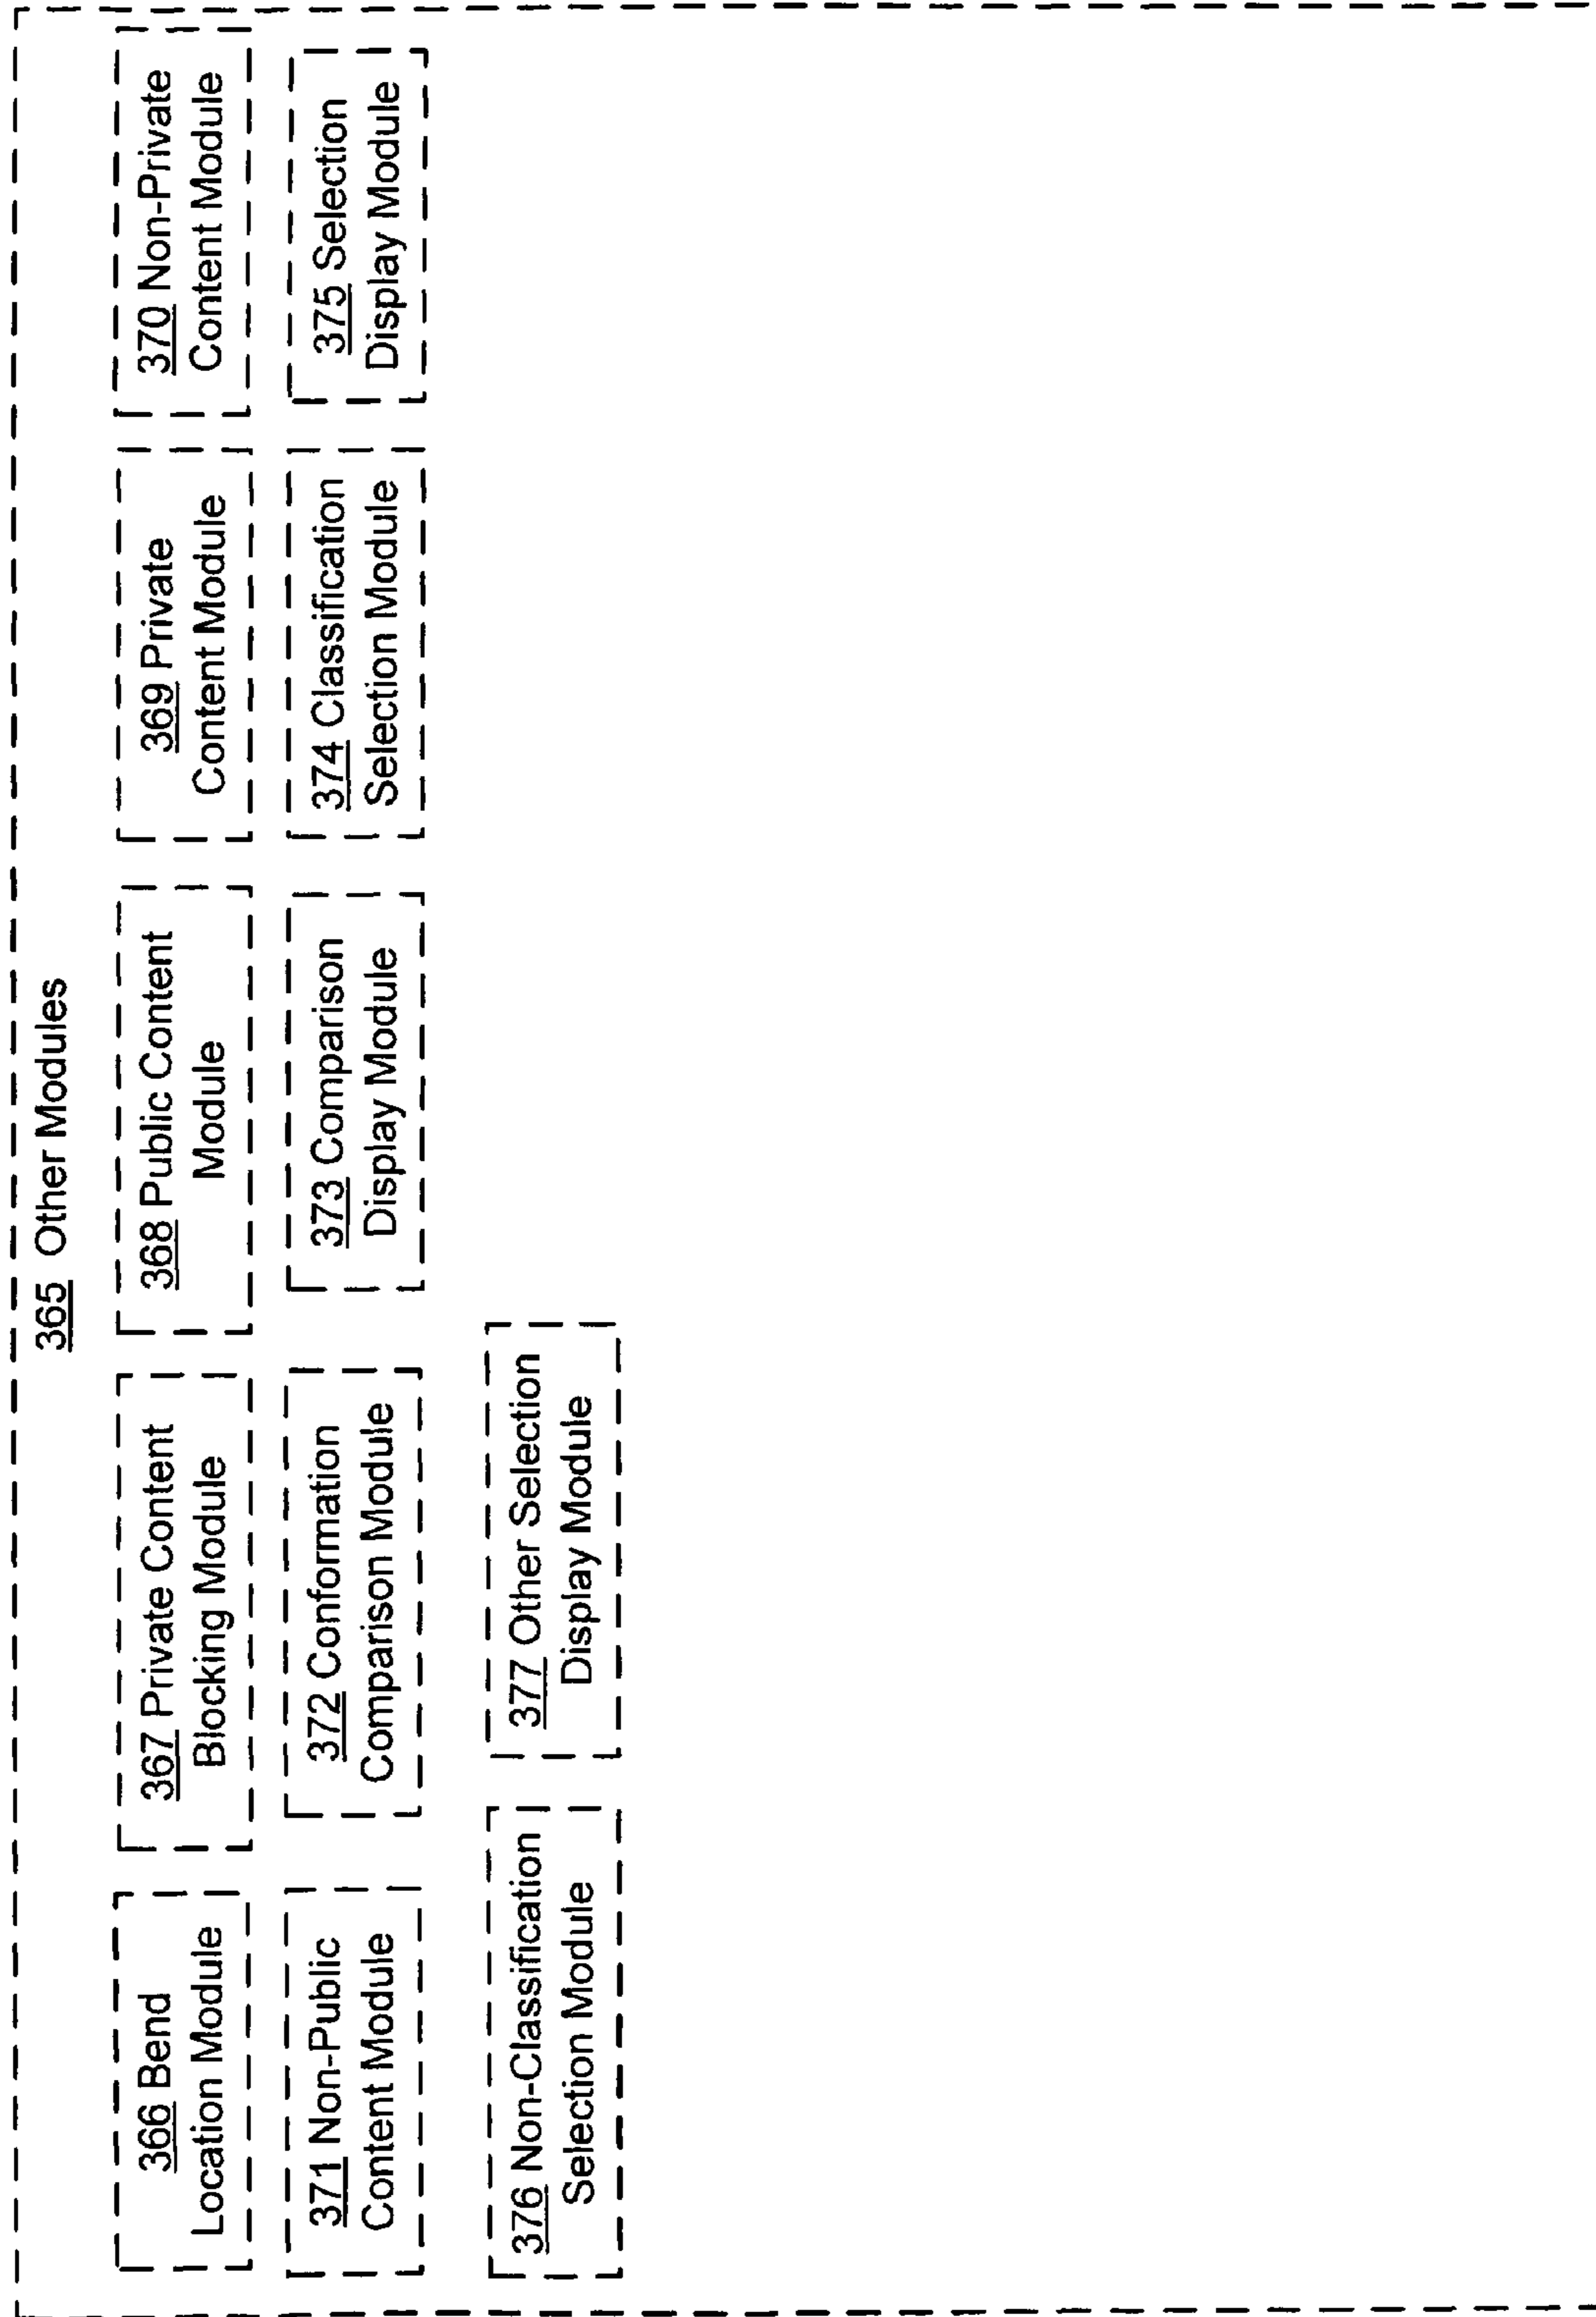 365 Other Modules
366 Bend
Location Module
367 Private Content
Blocking Module
368 Public Content
Module
369 Private
Content Module
370 Non-Private
Content Module
371 Non-Public
Content Module
372 Conformation
Comparison Module
373 Comparison
Display Module
374 Classification
Selection Module
375 Selection
Display Module
376 Non-Classification
Selection Module
377 Other Selection
Display Module